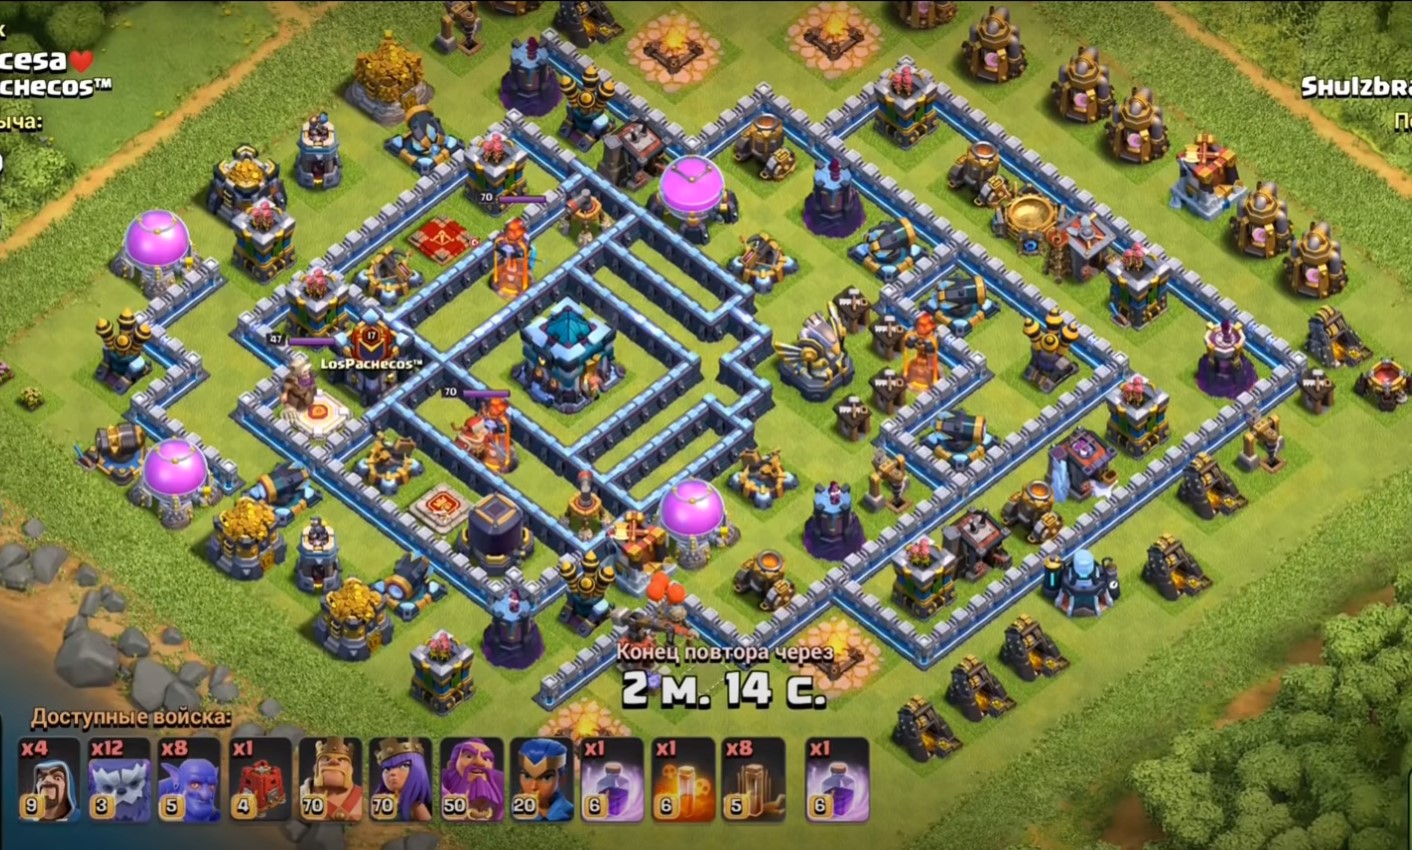 cesa❤
checos™
ыча:
Shulzbra
По
70
47
17
LosPachecos™
70
Конец повтора через
2 м. 14 с.
Доступные войска:
x4 x12 x8 x1 x1 x1 x8 x1
9 3 5 4 70 70 50 20 6 6 5 6